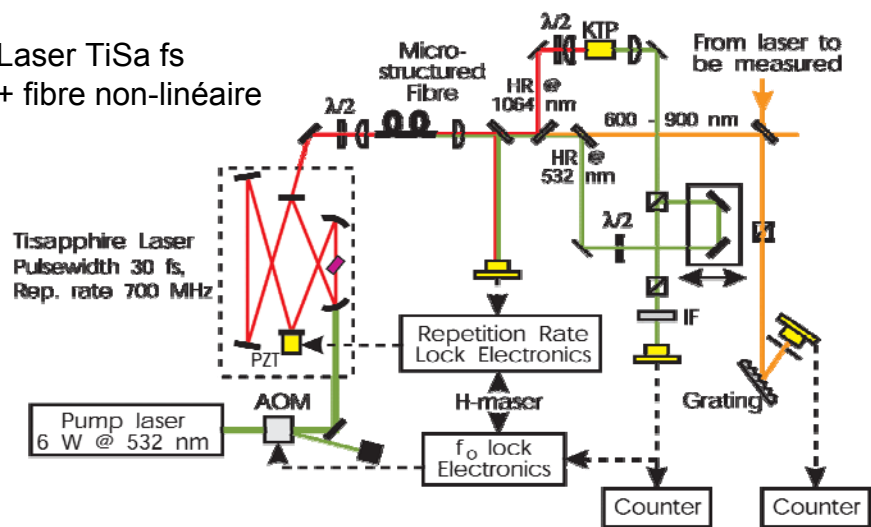 Laser TiSa fs
+ fibre non-linéaire
Micro-
structured
Fibre
λ/2
λ/2
KTP
HR @
1064 nm
From laser to
be measured
600 - 900 nm
HR @
532 nm
λ/2
Ti:sapphire Laser
Pulsewidth 30 fs,
Rep. rate 700 MHz
PZT
Repetition Rate
Lock Electronics
IF
Grating
AOM
H-maser
Pump laser
6 W @ 532 nm
fo lock
Electronics
Counter
Counter